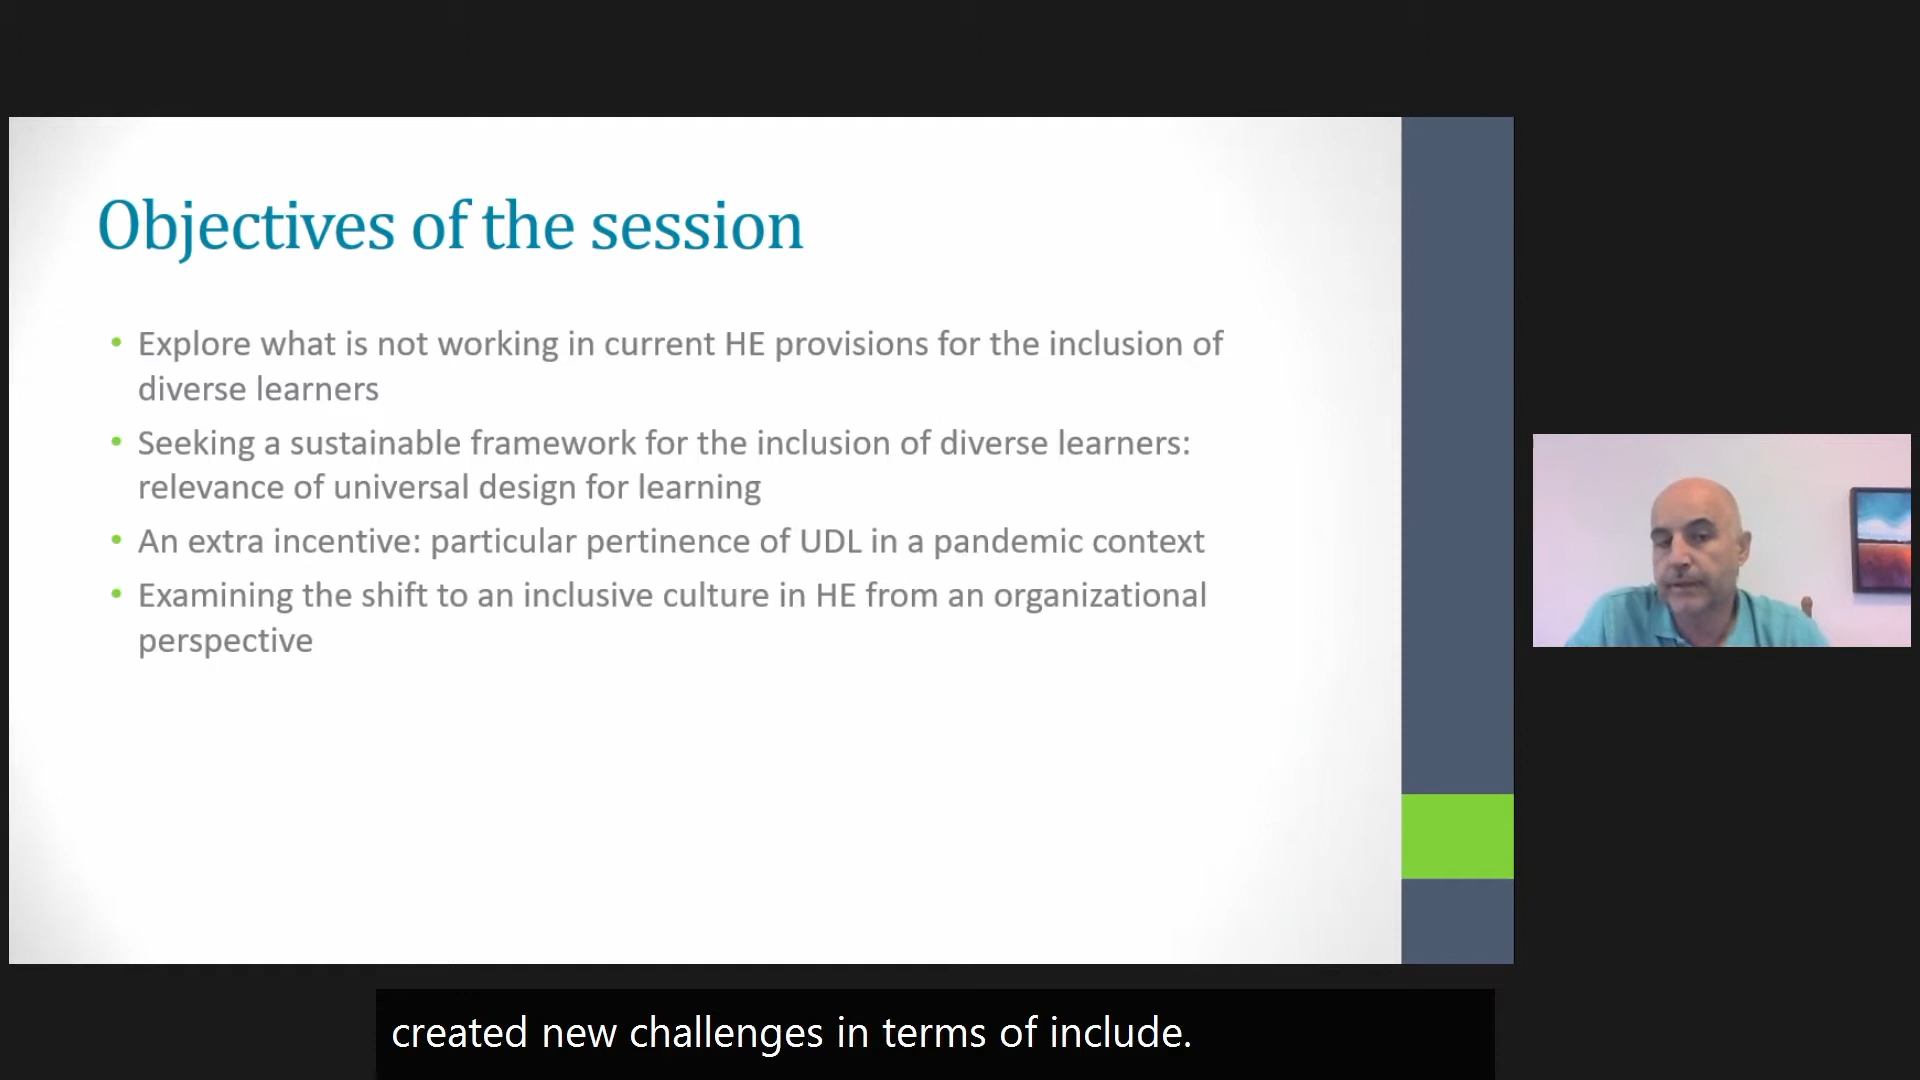 Objectives of the session
• Explore what is not working in current HE provisions for the inclusion of
diverse learners
• Seeking a sustainable framework for the inclusion of diverse learners:
relevance of universal design for learning
• An extra incentive: particular pertinence of UDL in a pandemic context
• Examining the shift to an inclusive culture in HE from an organizational
perspective
created new challenges in terms of include.